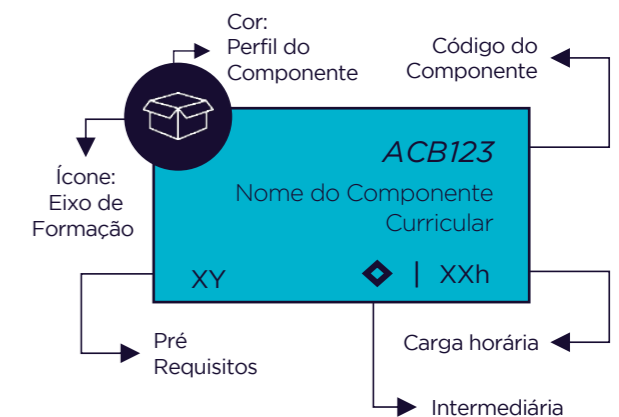 Cor:
Perfil do
Componente
Código do
Componente
ACB123
Nome do Componente
Curricular
Ícone:
Eixo de
Formação
XY
| XXh
Pré
Requisitos
Carga horária
Intermediária